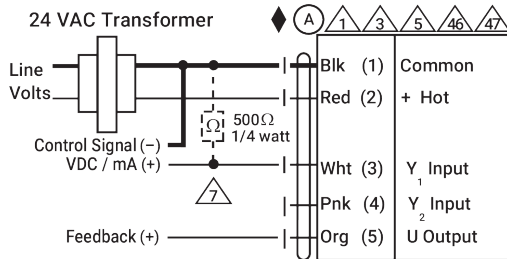 24 VAC Transformer
A 1 3 5 46 47
Line
Volts
Blk (1) Common
Red (2) + Hot
Ω 500Ω
1/4 watt
Control Signal (–)
VDC / mA (+)
Wht (3) Y1 Input
7
Pnk (4) Y2 Input
Feedback (+)
Org (5) U Output